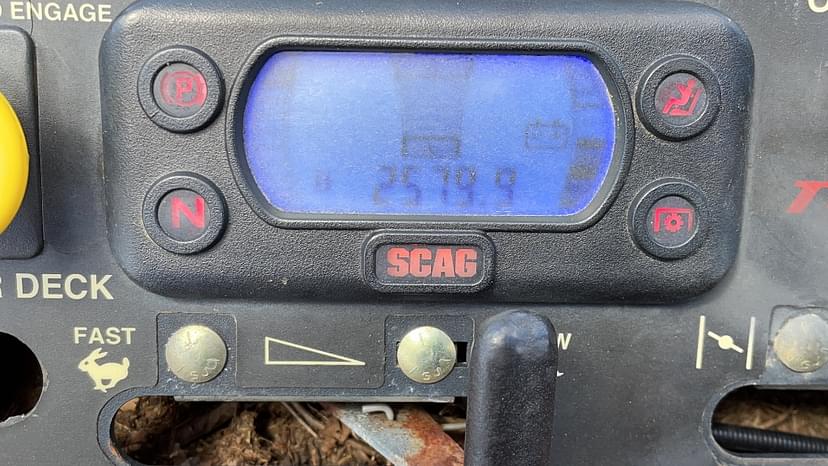 ENGAGE
P
N
2579.9
SCAG
DECK
FAST